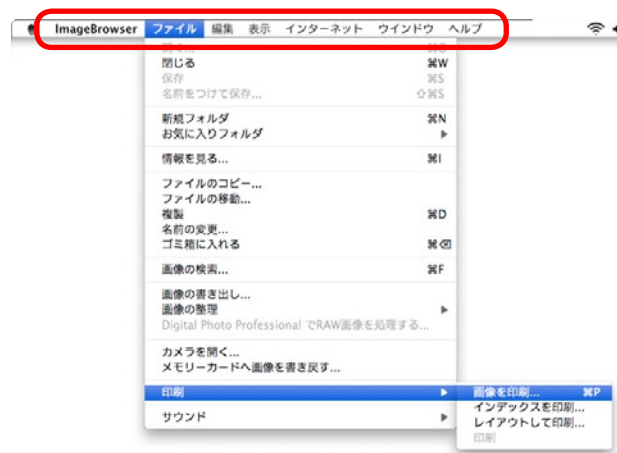 ImageBrowser ファイル 編集 表示 インターネット ウインドウ ヘルプ
閉じる ⌘W
保存 ⌘S
名前をつけて保存... ⇧⌘S
新規フォルダ ⌘N
お気に入りフォルダ ▶
情報を見る... ⌘I
ファイルのコピー...
ファイルの移動...
複製 ⌘D
名前の変更...
ゴミ箱に入れる ⌘⌫
画像の検索... ⌘F
画像の書き出し...
画像の整理 ▶
Digital Photo Professional でRAW画像を処理する...
カメラを開く...
メモリーカードへ画像を書き戻す...
印刷 ▶
サウンド ▶
画像を印刷... ⌘P
インデックスを印刷...
レイアウトして印刷...
印刷